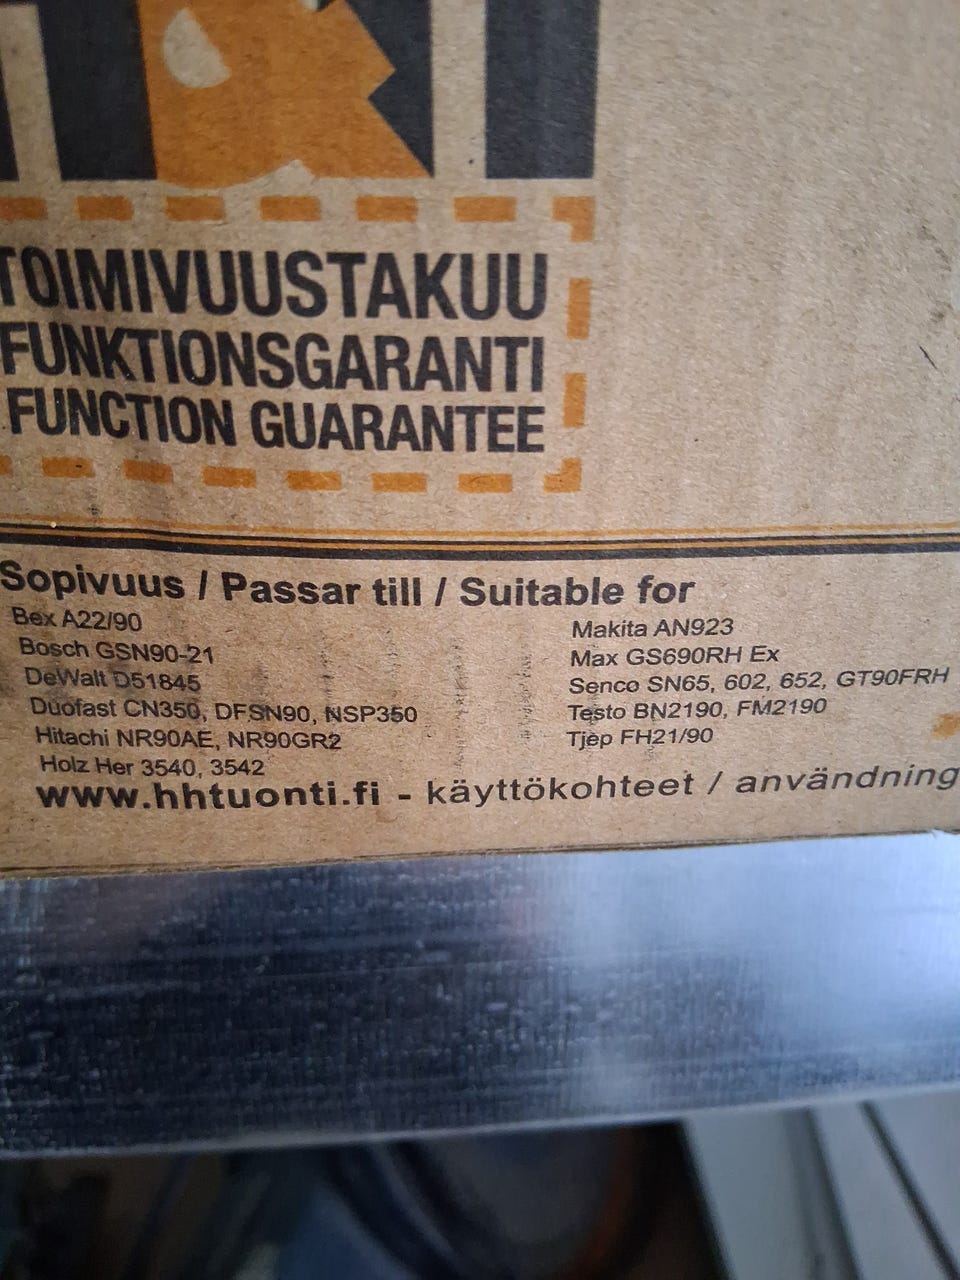 TOIMIVUUSTAKUU
FUNKTIONSGARANTI
FUNCTION GUARANTEE
Sopivuus / Passar till / Suitable for
Bex A22/90
Bosch GSN90-21
DeWalt D51845
Duofast CN350, DFSN90, NSP350
Hitachi NR90AE, NR90GR2
Holz Her 3540, 3542
Makita AN923
Max GS690RH Ex
Senco SN65, 602, 652, GT90FRH
Testo BN2190, FM2190
Tjep FH21/90
www.hhtuonti.fi - käyttökohteet / användning